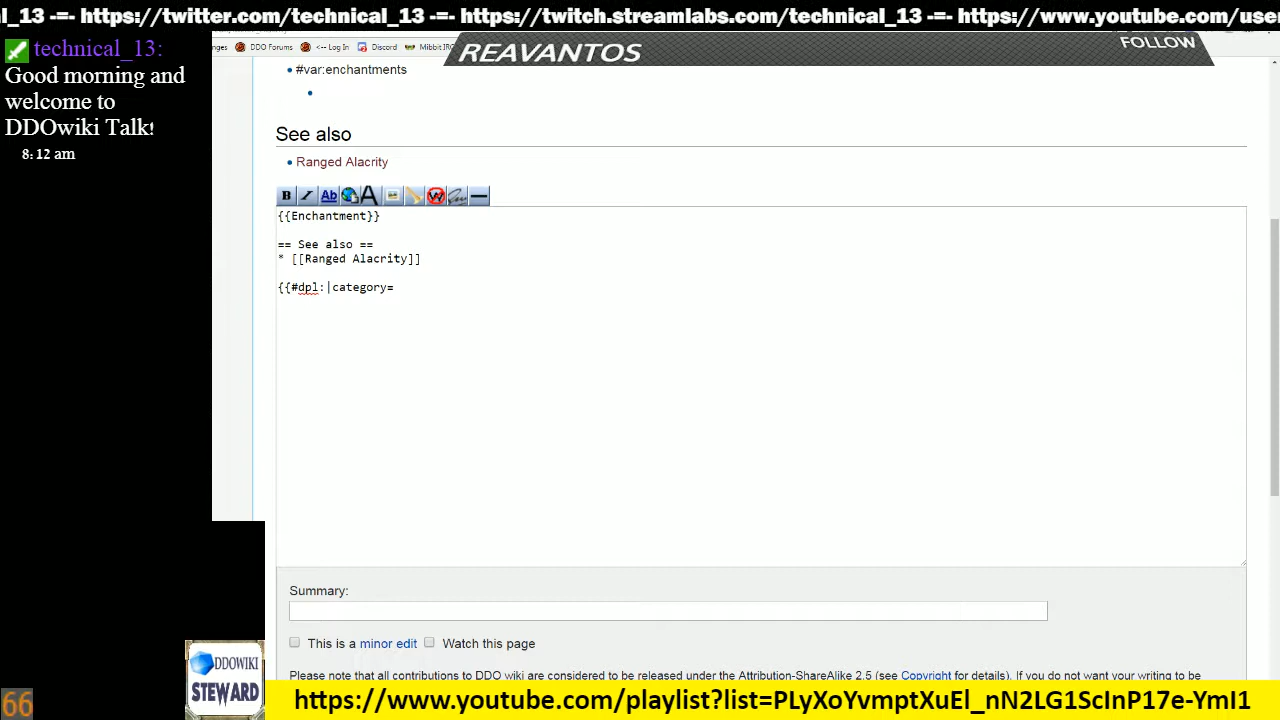 l_13 -=- https://twitter.com/technical_13 -=- https://twitch.streamlabs.com/technical_13 -=- https://www.youtube.com/use
technical_13:
Good morning and
welcome to
DDOwiki Talk!
8:12 am
nges DDO Forums <-- Log In Discord Mibbit IRC
REAVANTOS
FOLLOW
#var:enchantments
See also
Ranged Alacrity
B I Ab A W
{{Enchantment}}
== See also ==
* [[Ranged Alacrity]]
{{#dpl:|category=
Summary:
This is a minor edit Watch this page
Please note that all contributions to DDO wiki are considered to be released under the Attribution-ShareAlike 2.5 (see Copyright for details). If you do not want your writing to be
DDOWIKI
STEWARD
66
https://www.youtube.com/playlist?list=PLyXoYvmptXuEl_nN2LG1ScInP17e-YmI1